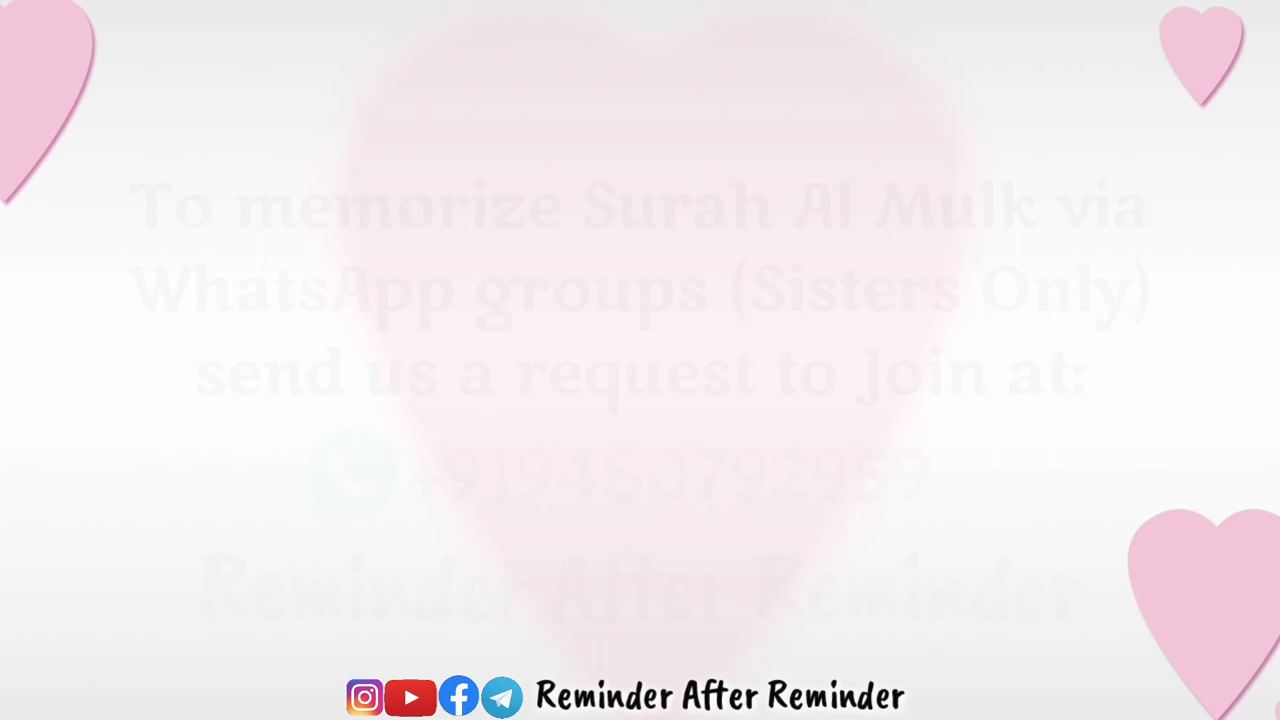 To memorize Surah Al Mulk via
WhatsApp groups (Sisters Only)
send us a request to Join at:
+919480792959
Reminder After Reminder
Reminder After Reminder